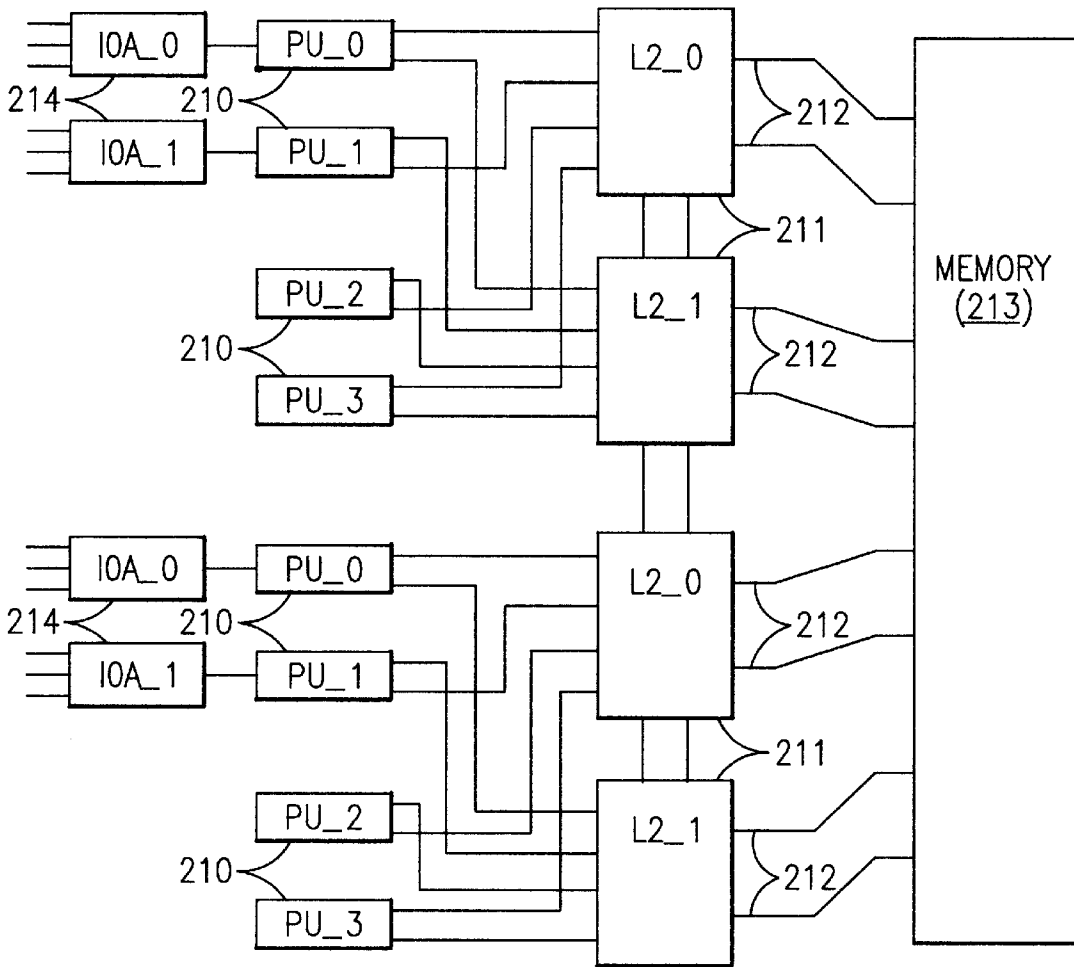 IOA_0
PU_0
L2_0
214
210
212
IOA_1
PU_1
211
PU_2
L2_1
MEMORY
(213)
210
212
PU_3
IOA_0
PU_0
L2_0
214
210
212
IOA_1
PU_1
211
PU_2
L2_1
210
212
PU_3